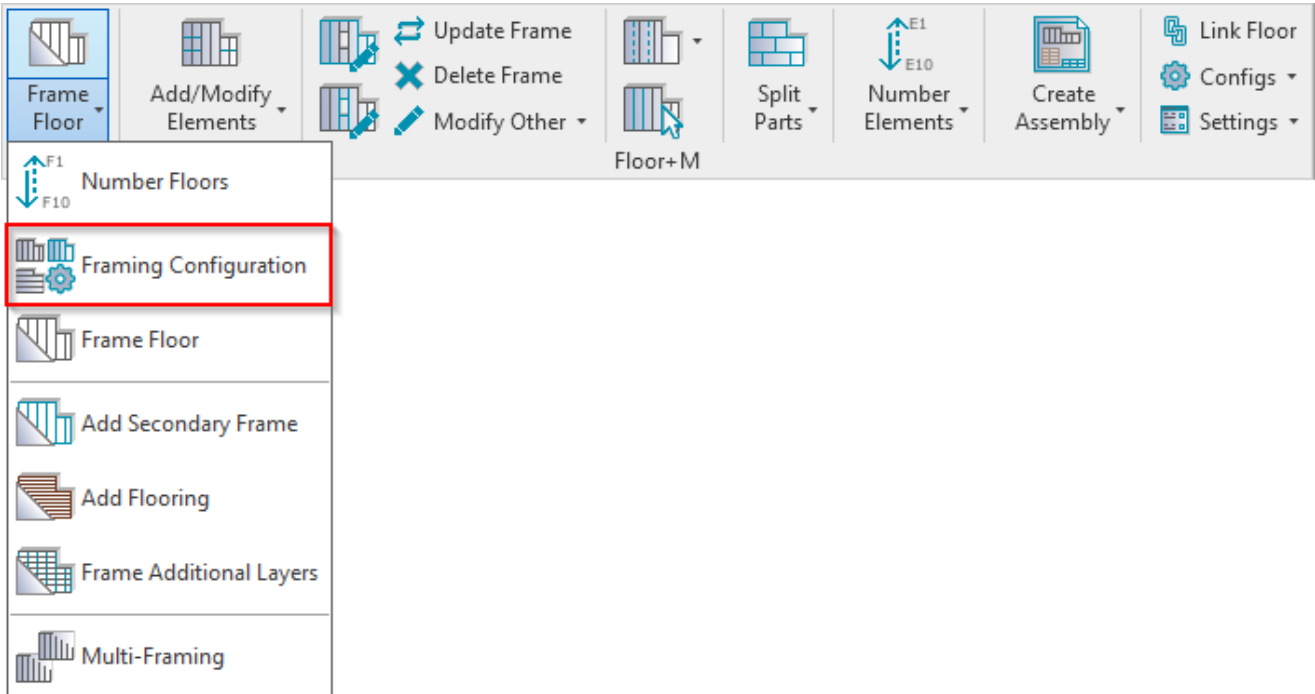 Frame
Floor
Add/Modify
Elements
Update Frame
Delete Frame
Modify Other
Split
Parts
E1
E10
Number
Elements
Create
Assembly
Link Floor
Configs
Settings
Floor+M
F1
F10
Number Floors
Framing Configuration
Frame Floor
Add Secondary Frame
Add Flooring
Frame Additional Layers
Multi-Framing